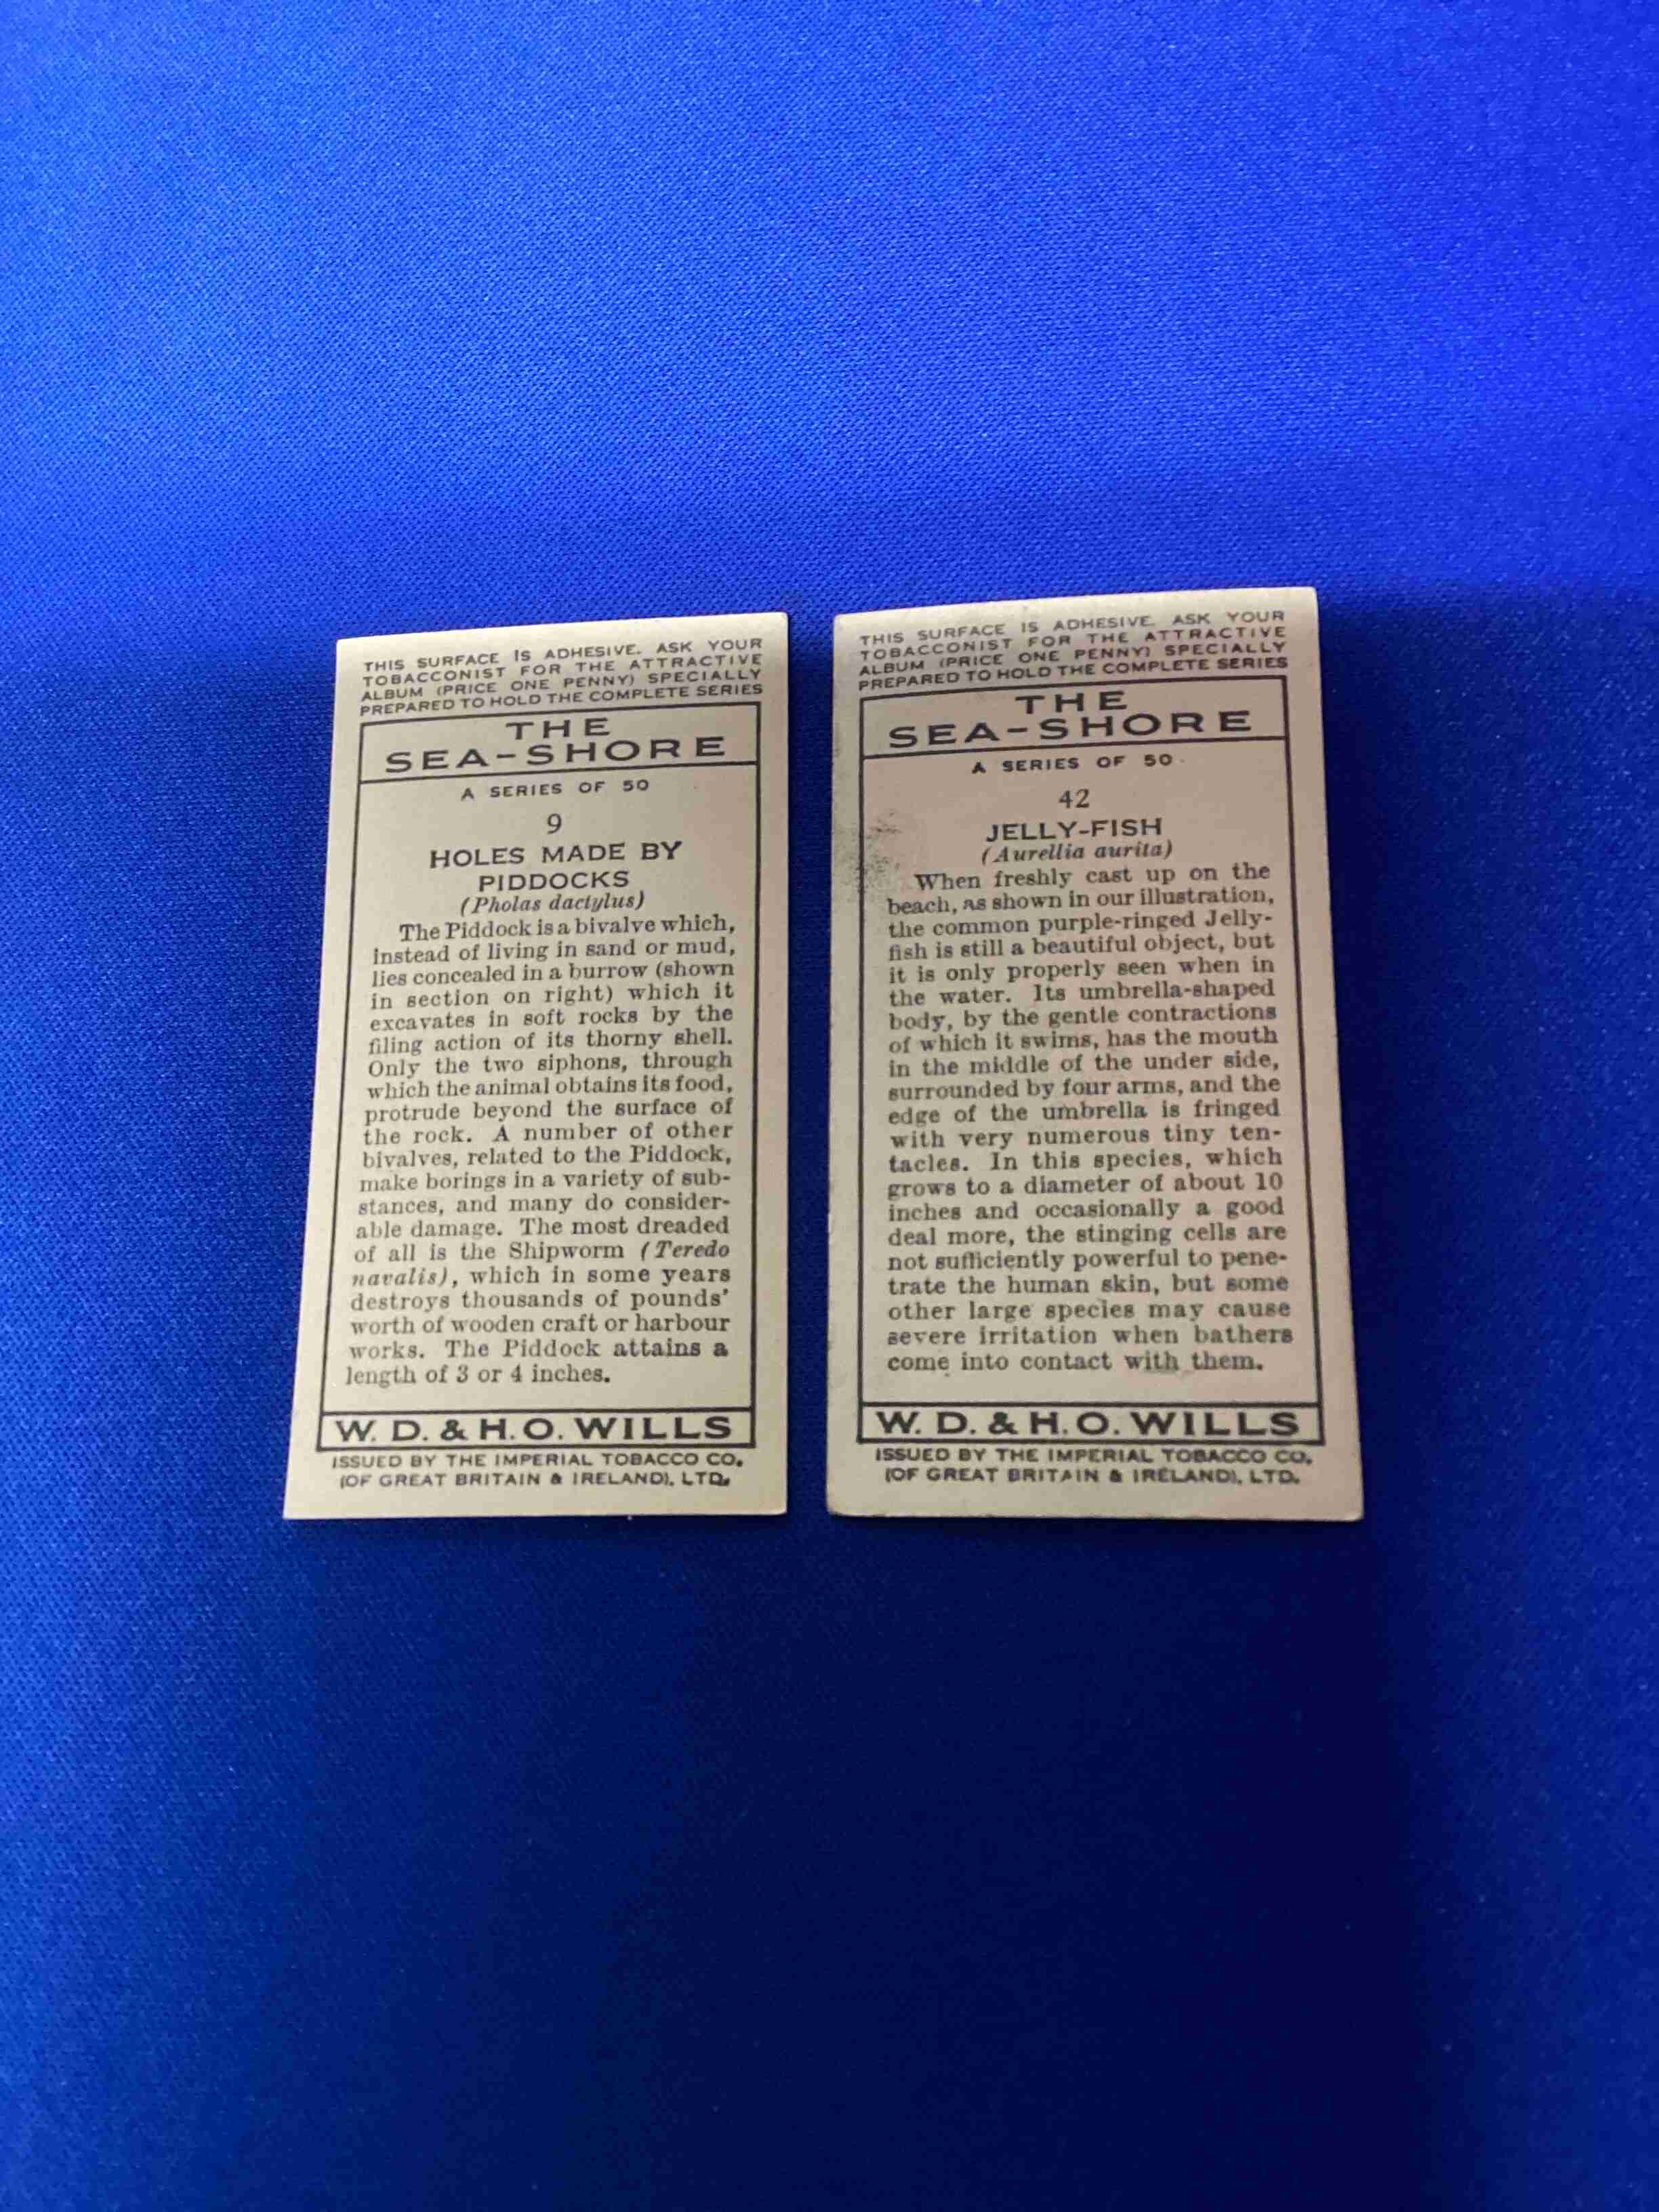 THIS SURFACE IS ADHESIVE. ASK YOUR
TOBACCONIST FOR THE ATTRACTIVE
ALBUM (PRICE ONE PENNY) SPECIALLY
PREPARED TO HOLD THE COMPLETE SERIES
THE
SEA-SHORE
A SERIES OF 50
9
HOLES MADE BY
PIDDOCKS
(Pholas dactylus)
The Piddock is a bivalve which,
instead of living in sand or mud,
lies concealed in a burrow (shown
in section on right) which it
excavates in soft rocks by the
filing action of its thorny shell.
Only the two siphons, through
which the animal obtains its food,
protrude beyond the surface of
the rock. A number of other
bivalves, related to the Piddock,
make borings in a variety of sub-
stances, and many do consider-
able damage. The most dreaded
of all is the Shipworm (Teredo
navalis), which in some years
destroys thousands of pounds'
worth of wooden craft or harbour
works. The Piddock attains a
length of 3 or 4 inches.
W. D. & H. O. WILLS
ISSUED BY THE IMPERIAL TOBACCO CO.
(OF GREAT BRITAIN & IRELAND), LTD.
THIS SURFACE IS ADHESIVE. ASK YOUR
TOBACCONIST FOR THE ATTRACTIVE
ALBUM (PRICE ONE PENNY) SPECIALLY
PREPARED TO HOLD THE COMPLETE SERIES
THE
SEA-SHORE
A SERIES OF 50
42
JELLY-FISH
(Aurellia aurita)
When freshly cast up on the
beach, as shown in our illustration,
the common purple-ringed Jelly-
fish is still a beautiful object, but
it is only properly seen when in
the water. Its umbrella-shaped
body, by the gentle contractions
of which it swims, has the mouth
in the middle of the under side,
surrounded by four arms, and the
edge of the umbrella is fringed
with very numerous tiny ten-
tacles. In this species, which
grows to a diameter of about 10
inches and occasionally a good
deal more, the stinging cells are
not sufficiently powerful to pene-
trate the human skin, but some
other large species may cause
severe irritation when bathers
come into contact with them.
W. D. & H. O. WILLS
ISSUED BY THE IMPERIAL TOBACCO CO.
(OF GREAT BRITAIN & IRELAND), LTD.